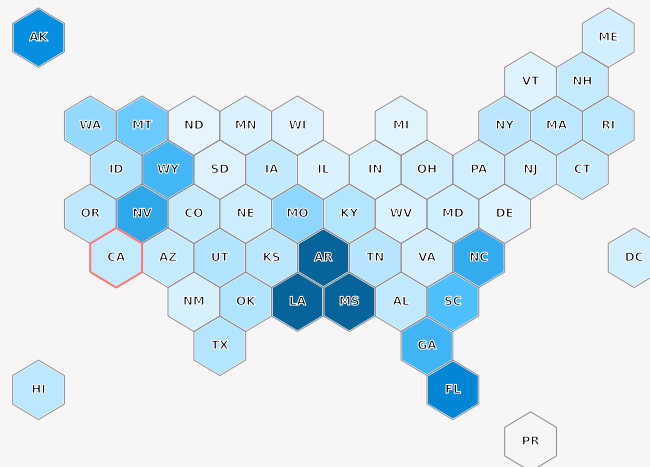 AK
ME
VT NH
WA MT ND MN WI MI NY MA RI
ID WY SD IA IL IN OH PA NJ CT
OR NV CO NE MO KY WV MD DE
CA AZ UT KS AR TN VA NC DC
NM OK LA MS AL SC
TX GA
HI FL
PR